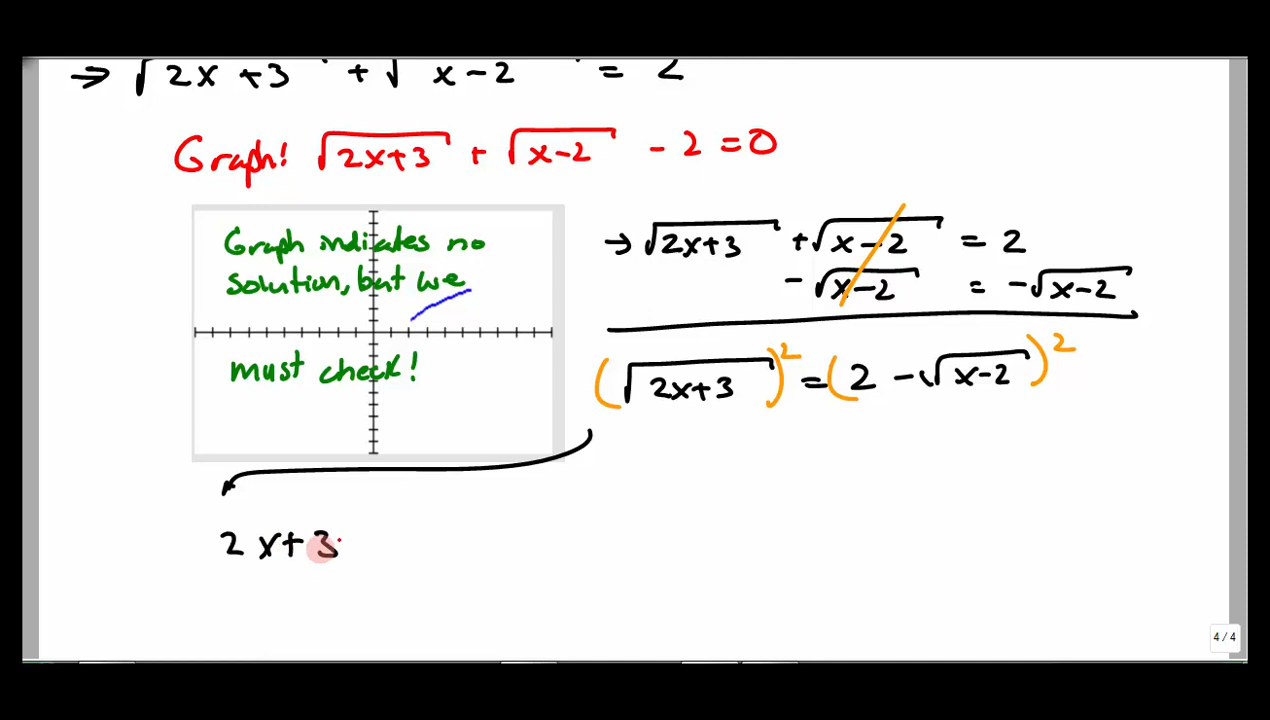 ⇒ √2x+3 + √x-2 = 2
Graph! √2x+3 + √x-2 - 2 = 0
Graph indicates no
solution, but we
must check!
→ √2x+3 + √x-2 = 2
- √x-2 = -√x-2
(√2x+3)² = (2 - √x-2)²
2x+3
4 / 4